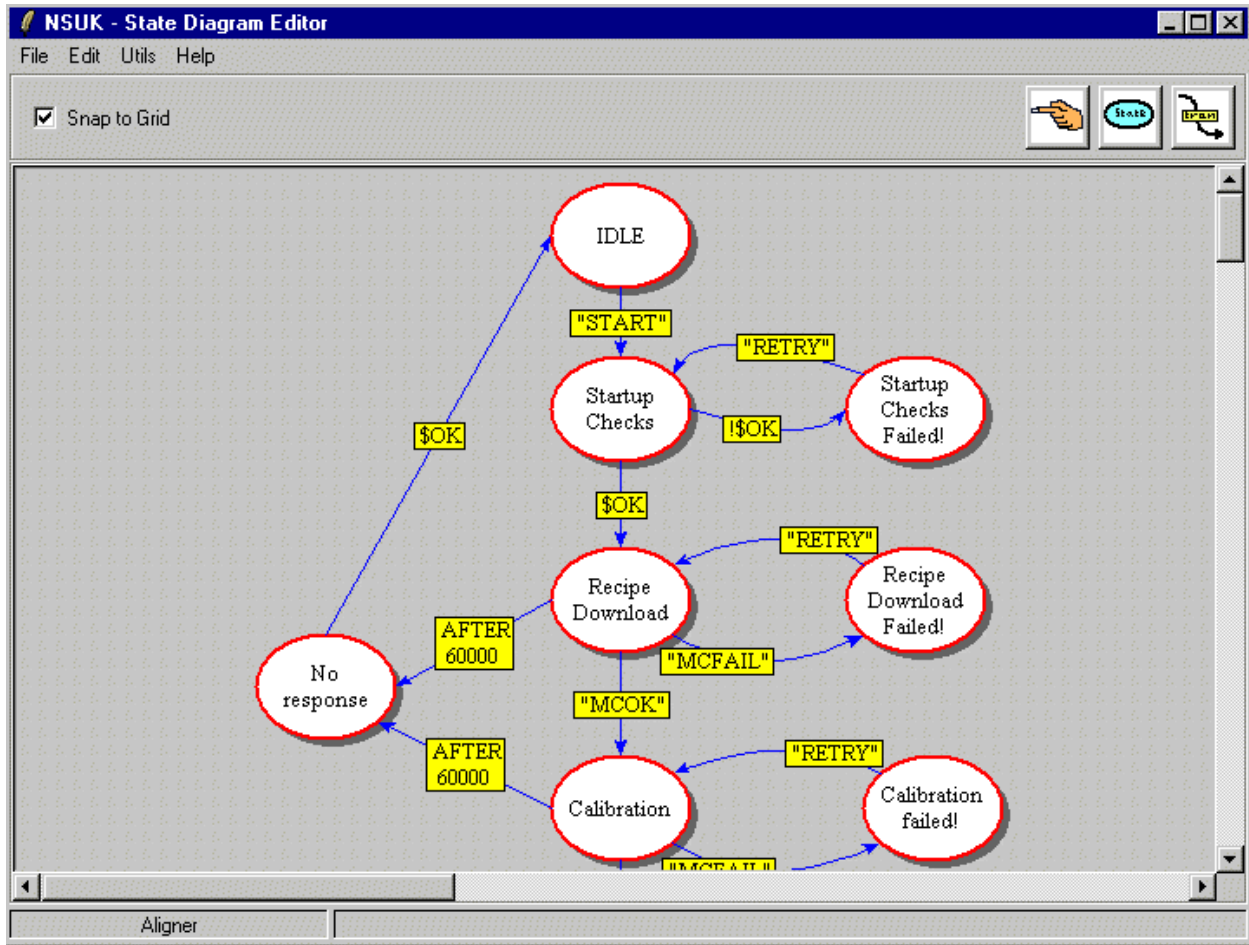 NSUK - State Diagram Editor
File Edit Utils Help
Snap to Grid
State
IDLE
"START"
"RETRY"
Startup
Checks
Startup
Checks
Failed!
!$OK
$OK
$OK
"RETRY"
Recipe
Download
Recipe
Download
Failed!
AFTER
60000
"MCFAIL"
No
response
"MCOK"
AFTER
60000
"RETRY"
Calibration
Calibration
failed!
"MCFAIL"
Aligner